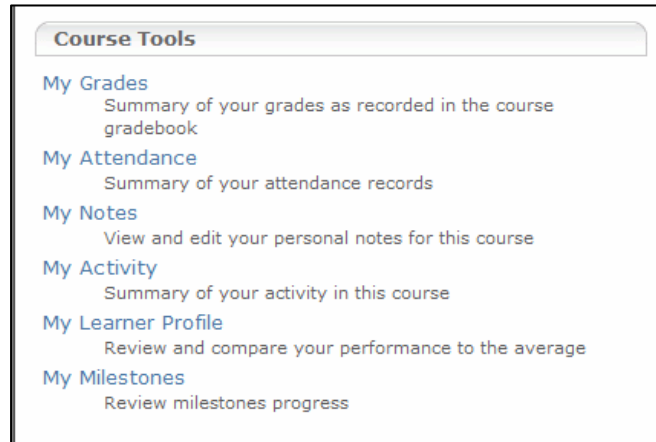 Course Tools
My Grades
Summary of your grades as recorded in the course
gradebook
My Attendance
Summary of your attendance records
My Notes
View and edit your personal notes for this course
My Activity
Summary of your activity in this course
My Learner Profile
Review and compare your performance to the average
My Milestones
Review milestones progress